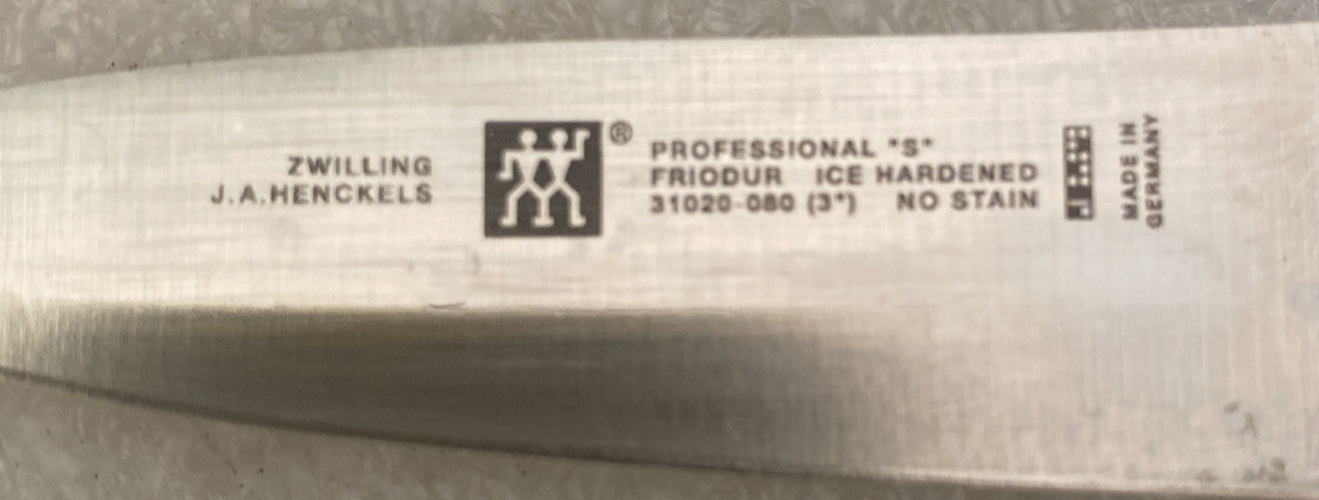 ZWILLING
J.A.HENCKELS
®
PROFESSIONAL "S"
FRIODUR ICE HARDENED
31020-080 (3") NO STAIN
MADE IN
GERMANY